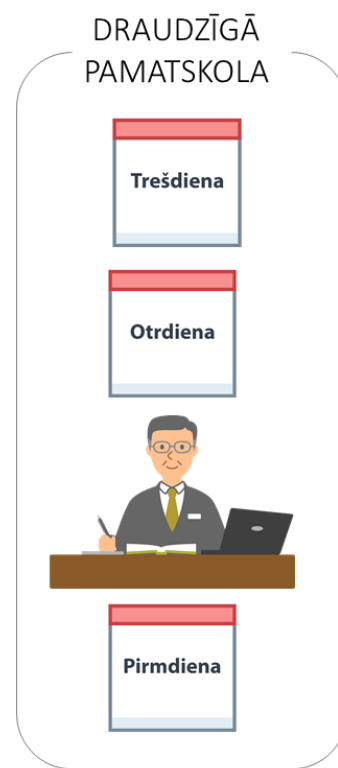 DRAUDZĪGĀ
PAMATSKOLA
Trešdiena
Otrdiena
Pirmdiena